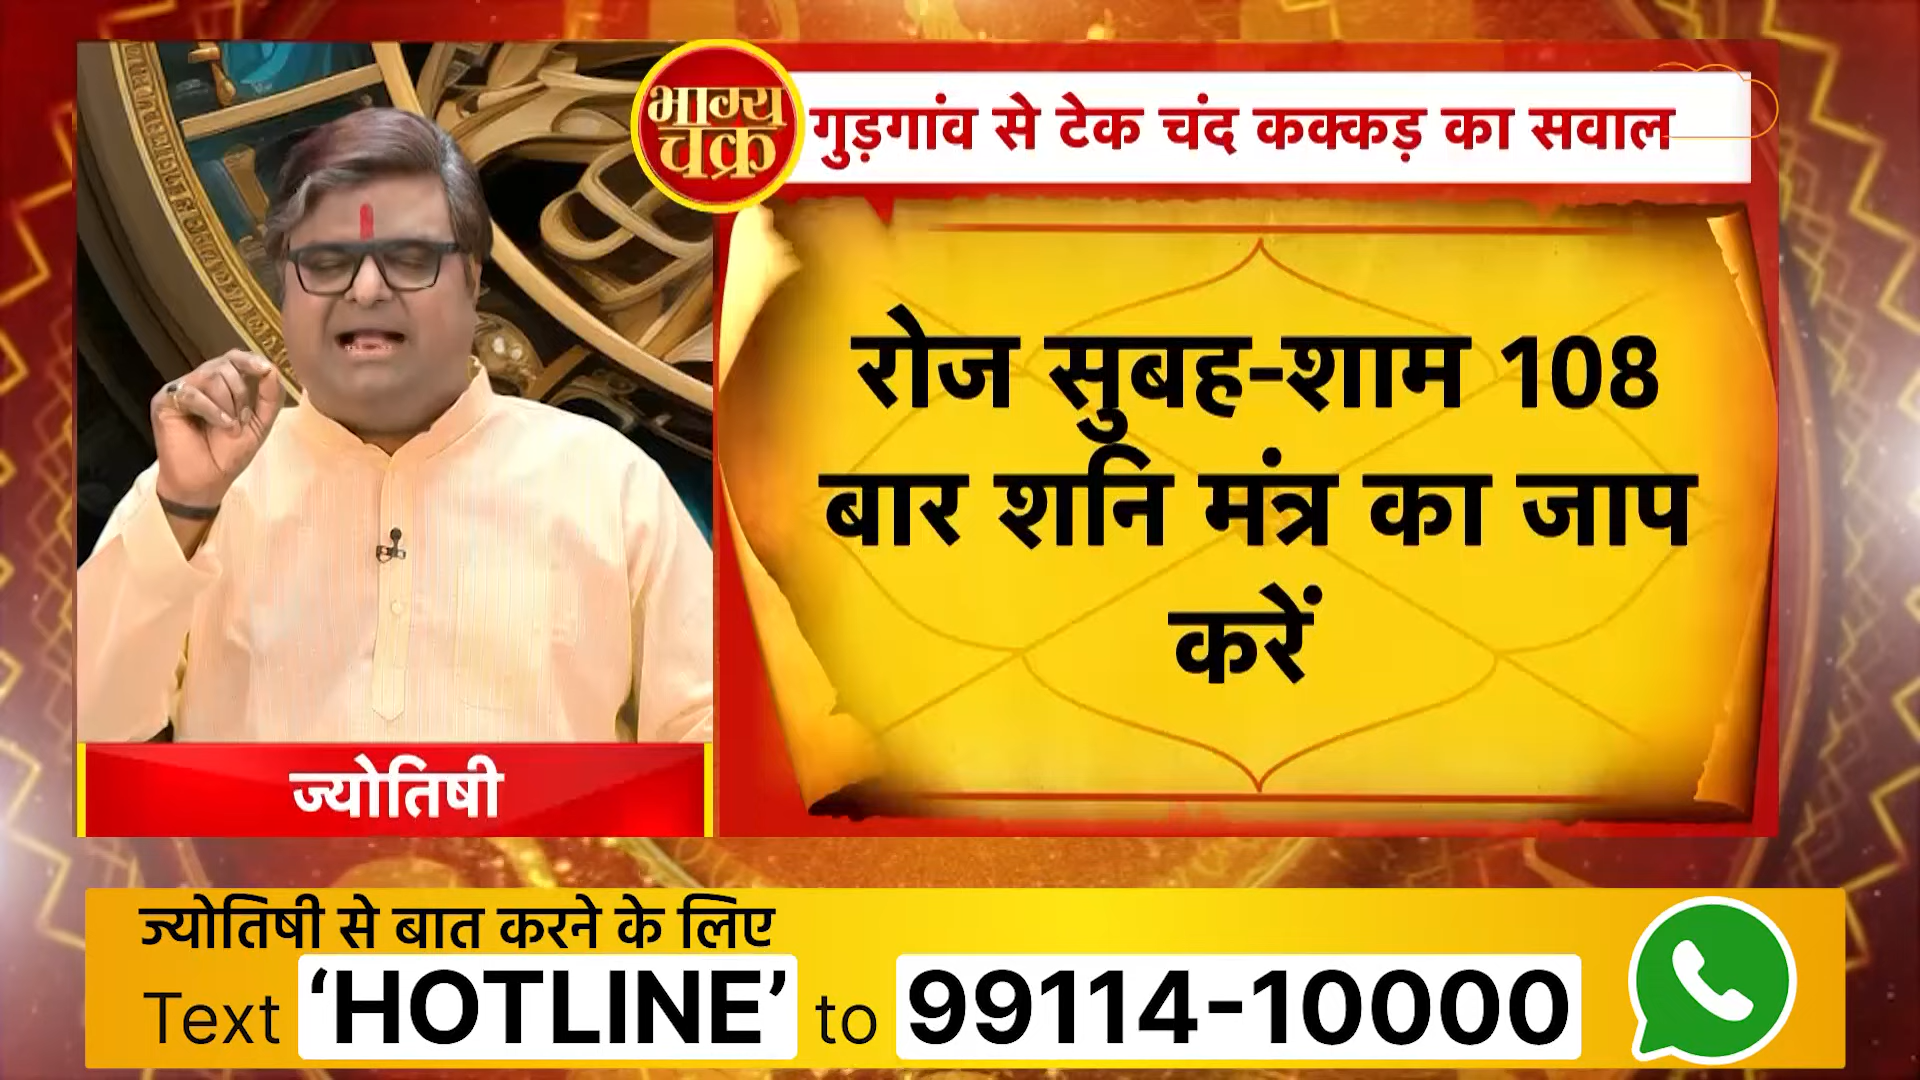 भाग्य
चक्र
गुड़गांव से टेक चंद कक्कड़ का सवाल
रोज सुबह-शाम 108
बार शनि मंत्र का जाप
करें
ज्योतिषी
ज्योतिषी से बात करने के लिए
Text ‘HOTLINE’ to 99114-10000